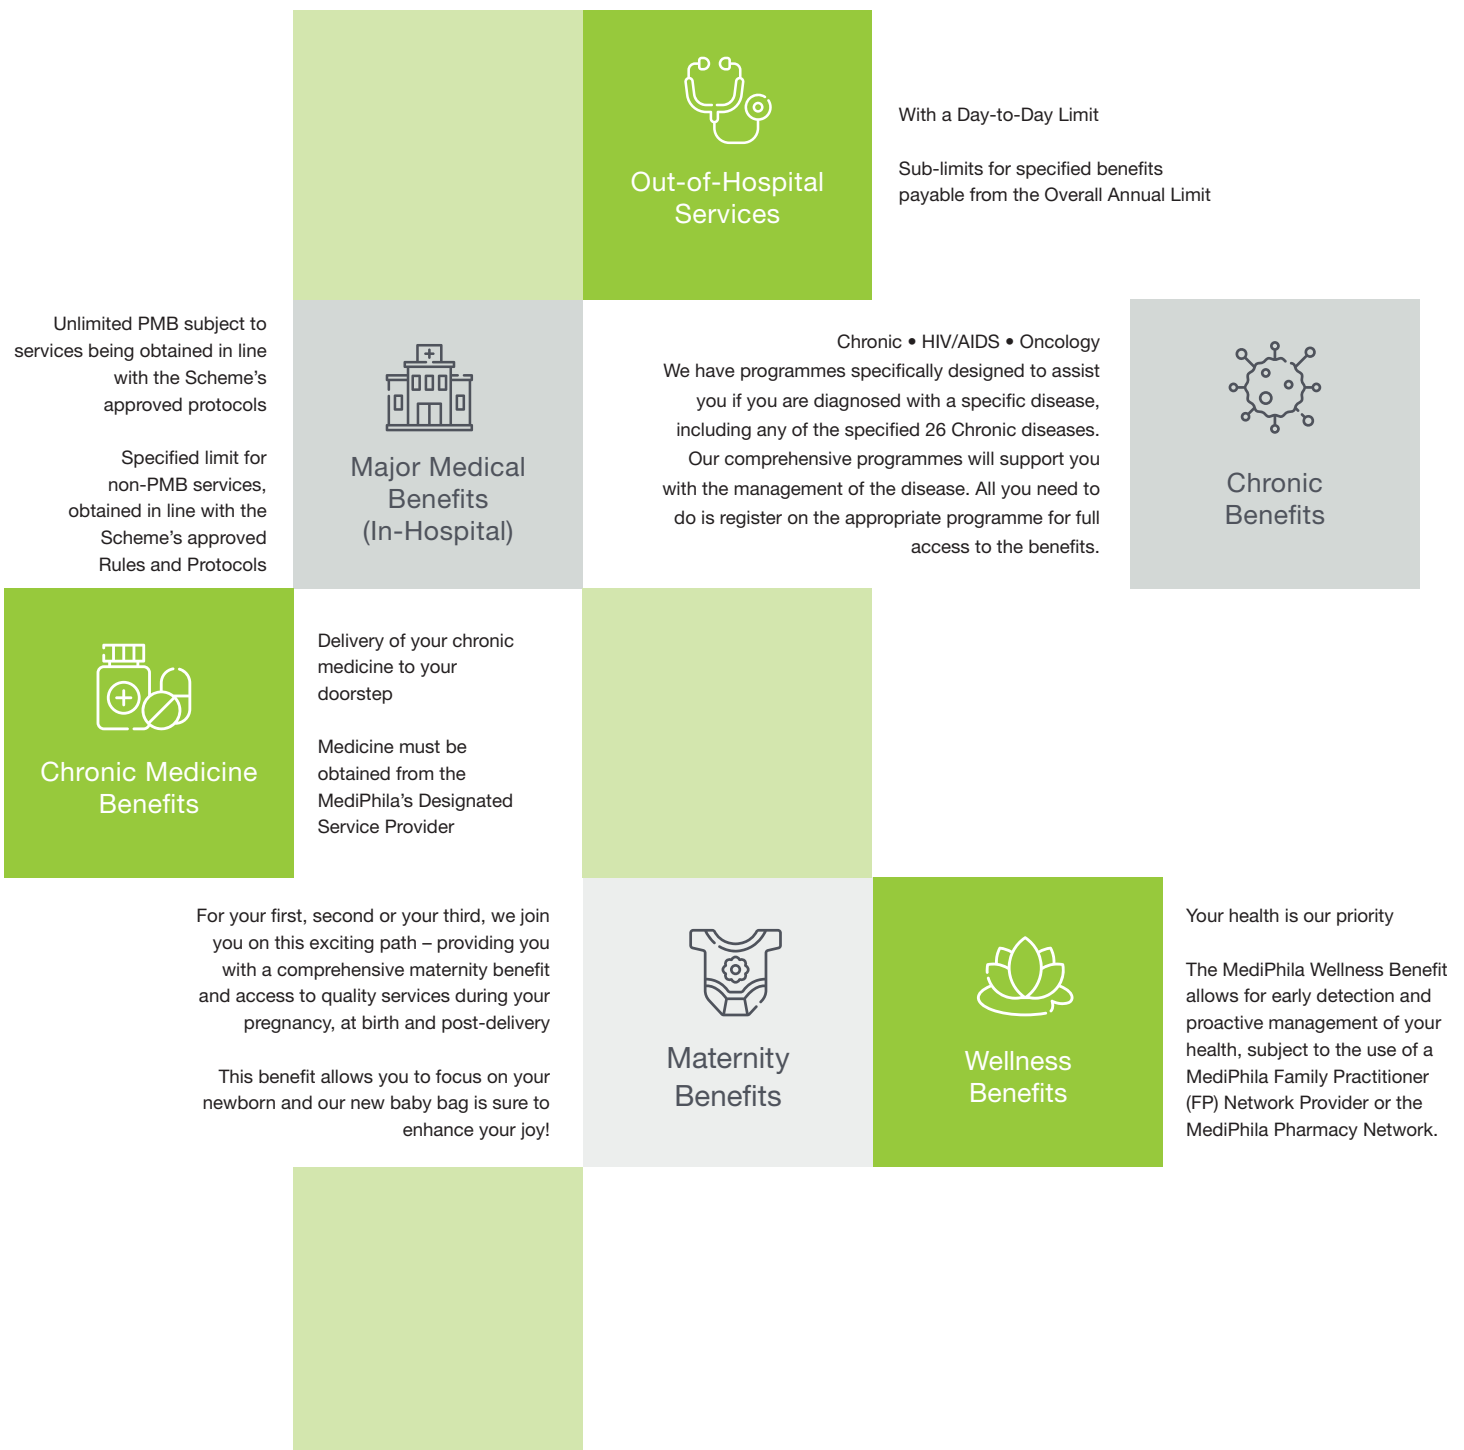 Out-of-Hospital
Services
With a Day-to-Day Limit
Sub-limits for specified benefits
payable from the Overall Annual Limit
Unlimited PMB subject to
services being obtained in line
with the Scheme’s
approved protocols
Specified limit for
non-PMB services,
obtained in line with the
Scheme’s approved
Rules and Protocols
Major Medical
Benefits
(In-Hospital)
Chronic • HIV/AIDS • Oncology
We have programmes specifically designed to assist
you if you are diagnosed with a specific disease,
including any of the specified 26 Chronic diseases.
Our comprehensive programmes will support you
with the management of the disease. All you need to
do is register on the appropriate programme for full
access to the benefits.
Chronic
Benefits
Chronic Medicine
Benefits
Delivery of your chronic
medicine to your
doorstep
Medicine must be
obtained from the
MediPhila’s Designated
Service Provider
For your first, second or your third, we join
you on this exciting path – providing you
with a comprehensive maternity benefit
and access to quality services during your
pregnancy, at birth and post-delivery
This benefit allows you to focus on your
newborn and our new baby bag is sure to
enhance your joy!
Maternity
Benefits
Wellness
Benefits
Your health is our priority
The MediPhila Wellness Benefit
allows for early detection and
proactive management of your
health, subject to the use of a
MediPhila Family Practitioner
(FP) Network Provider or the
MediPhila Pharmacy Network.